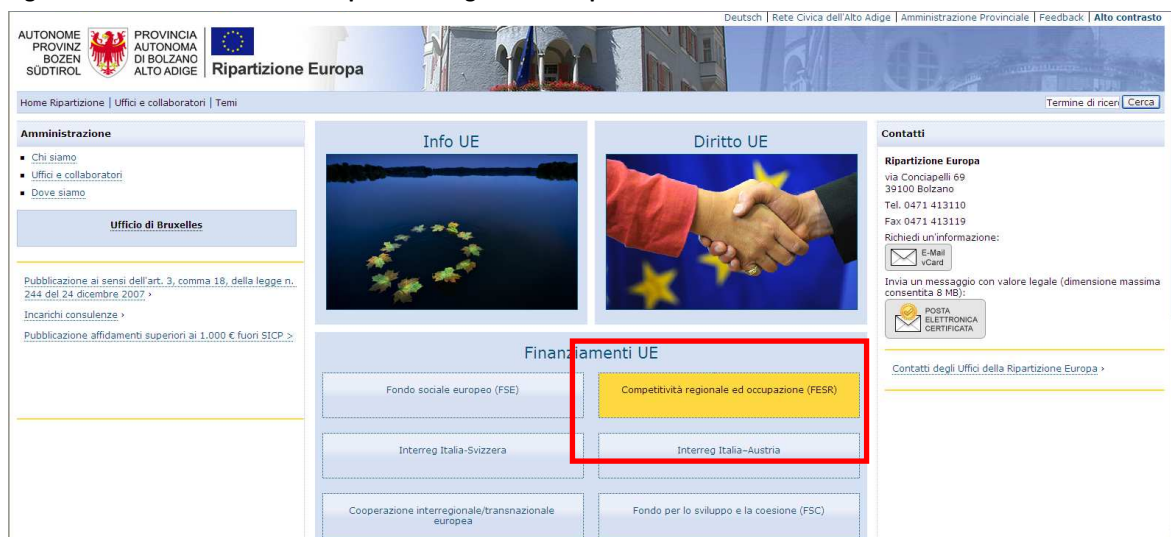 Deutsch | Rete Civica dell'Alto Adige | Amministrazione Provinciale | Feedback | Alto contrasto
AUTONOME
PROVINZ
BOZEN
SÜDTIROL
PROVINCIA
AUTONOMA
DI BOLZANO
ALTO ADIGE
Ripartizione Europa
Home Ripartizione | Uffici e collaboratori | Temi
Termine di ricer
Cerca
Amministrazione
Chi siamo
Uffici e collaboratori
Dove siamo
Ufficio di Bruxelles
Pubblicazione ai sensi dell'art. 3, comma 18, della legge n.
244 del 24 dicembre 2007 ›
Incarichi consulenze ›
Pubblicazione affidamenti superiori ai 1.000 € fuori SICP >
Info UE
Diritto UE
Finanziamenti UE
Fondo sociale europeo (FSE)
Competitività regionale ed occupazione (FESR)
Interreg Italia-Svizzera
Interreg Italia–Austria
Cooperazione interregionale/transnazionale
europea
Fondo per lo sviluppo e la coesione (FSC)
Contatti
Ripartizione Europa
via Conciapelli 69
39100 Bolzano
Tel. 0471 413110
Fax 0471 413119
Richiedi un'informazione:
E-Mail
vCard
Invia un messaggio con valore legale (dimensione massima
consentita 8 MB):
POSTA
ELETTRONICA
CERTIFICATA
Contatti degli Uffici della Ripartizione Europa ›